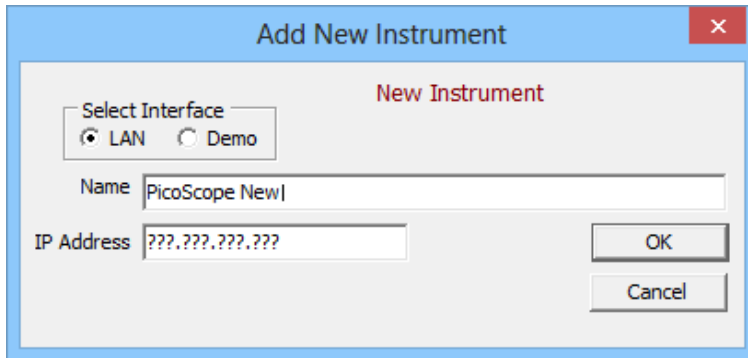 Add New Instrument
New Instrument
Select Interface
LAN Demo
Name PicoScope New
IP Address ???.???.???.???
OK
Cancel